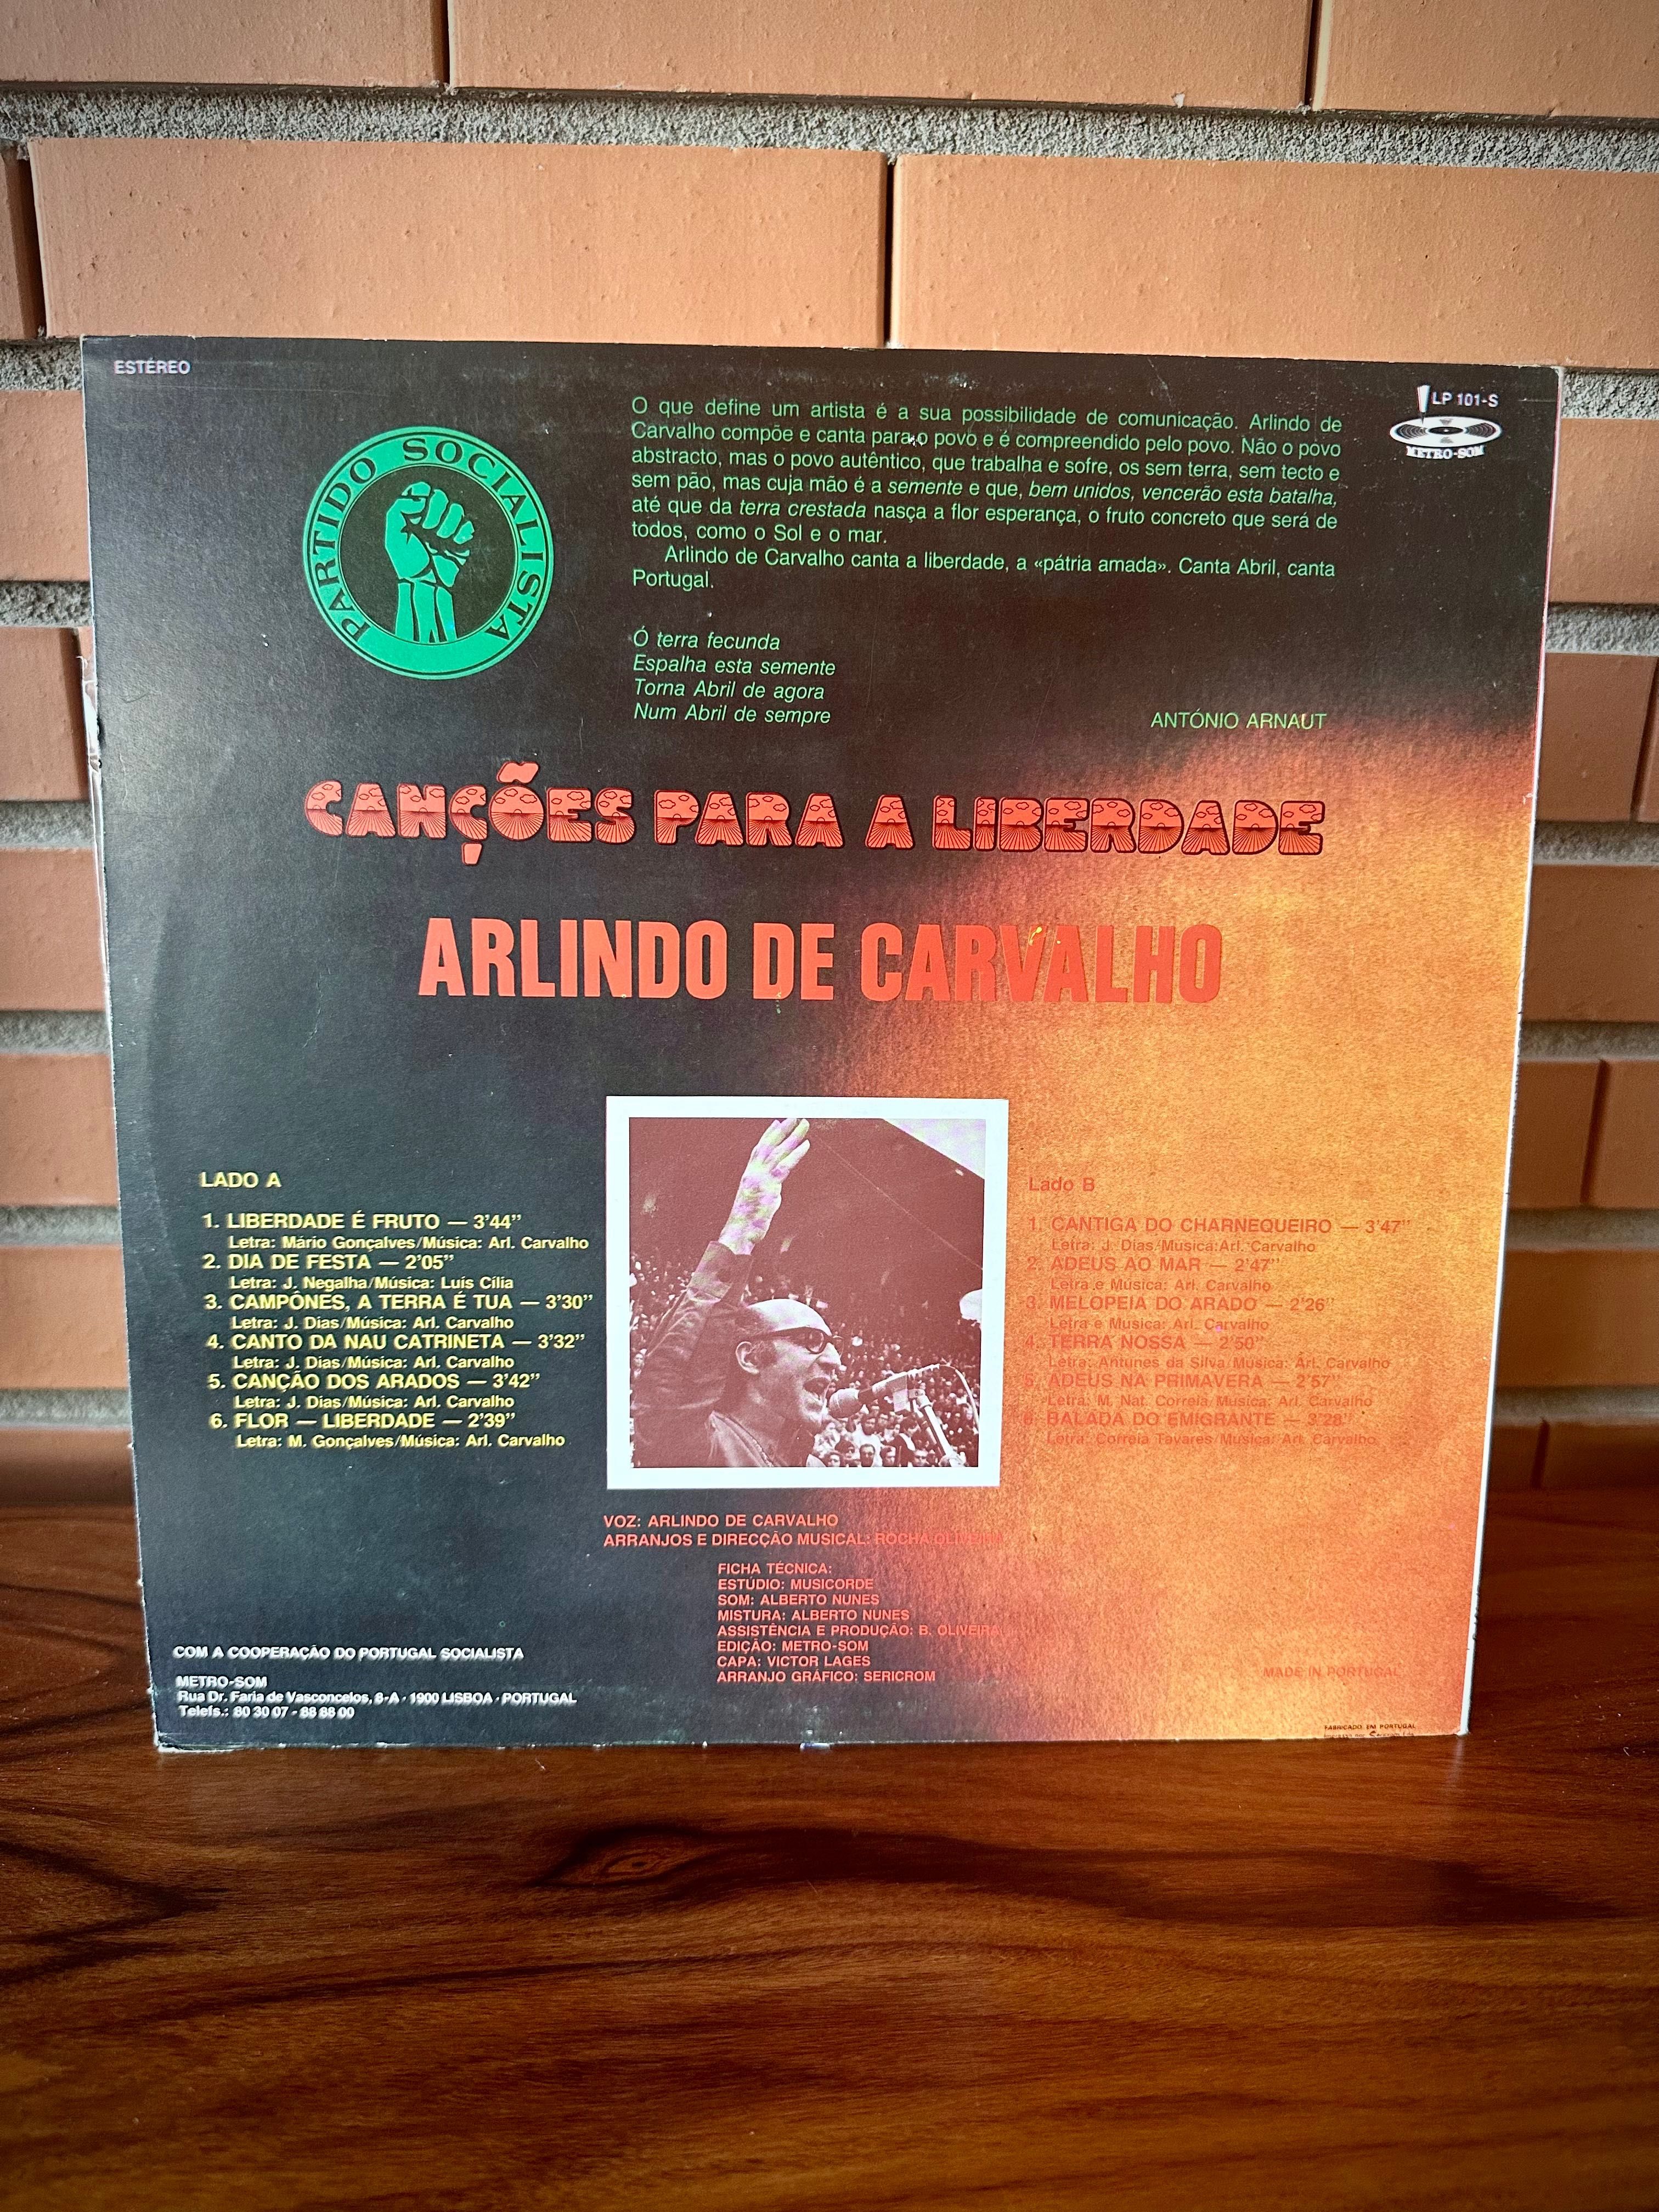 ESTÉREO
LP 101-S
METRO-SOM
PARTIDO SOCIALISTA
O que define um artista é a sua possibilidade de comunicação. Arlindo de
Carvalho compõe e canta para o povo e é compreendido pelo povo. Não o povo
abstracto, mas o povo autêntico, que trabalha e sofre, os sem terra, sem tecto e
sem pão, mas cuja mão é a semente e que, bem unidos, vencerão esta batalha,
até que da terra crestada nasça a flor esperança, o fruto concreto que será de
todos, como o Sol e o mar.
Arlindo de Carvalho canta a liberdade, a «pátria amada». Canta Abril, canta
Portugal.
Ó terra fecunda
Espalha esta semente
Torna Abril de agora
Num Abril de sempre
ANTÓNIO ARNAUT
CANÇÕES PARA A LIBERDADE
ARLINDO DE CARVALHO
LADO A
1. LIBERDADE É FRUTO — 3'44"
Letra: Mário Gonçalves/Música: Arl. Carvalho
2. DIA DE FESTA — 2'05"
Letra: J. Negalha/Música: Luís Cília
3. CAMPÓNES, A TERRA É TUA — 3'30"
Letra: J. Dias/Música: Arl. Carvalho
4. CANTO DA NAU CATRINETA — 3'32"
Letra: J. Dias/Música: Arl. Carvalho
5. CANÇÃO DOS ARADOS — 3'42"
Letra: J. Dias/Música: Arl. Carvalho
6. FLOR — LIBERDADE — 2'39"
Letra: M. Gonçalves/Música: Arl. Carvalho
Lado B
1. CANTIGA DO CHARNEQUEIRO — 3'47"
Letra: J. Dias/Musica:Arl. Carvalho
2. ADEUS AO MAR — 2'47"
Letra e Música: Arl. Carvalho
3. MELOPEIA DO ARADO — 2'26"
Letra e Musica: Arl. Carvalho
4. TERRA NOSSA — 2'50"
Letra: Antunes da Silva/Musica: Arl. Carvalho
5. ADEUS NA PRIMAVERA — 2'57"
Letra: M. Nat. Correia/Musica: Arl. Carvalho
6. BALADA DO EMIGRANTE — 3'28"
Letra: Correia Tavares/Musica: Arl. Carvalho
VOZ: ARLINDO DE CARVALHO
ARRANJOS E DIRECÇÃO MUSICAL: ROCHA OLIVEIRA
FICHA TÉCNICA:
ESTÚDIO: MUSICORDE
SOM: ALBERTO NUNES
MISTURA: ALBERTO NUNES
ASSISTÊNCIA E PRODUÇÃO: B. OLIVEIRA
EDIÇÃO: METRO-SOM
CAPA: VICTOR LAGES
ARRANJO GRÁFICO: SERICROM
COM A COOPERAÇÃO DO PORTUGAL SOCIALISTA
METRO-SOM
Rua Dr. Faria de Vasconcelos, 8-A · 1900 LISBOA · PORTUGAL
Telefs.: 80 30 07 - 88 88 00
MADE IN PORTUGAL
FABRICADO EM PORTUGAL